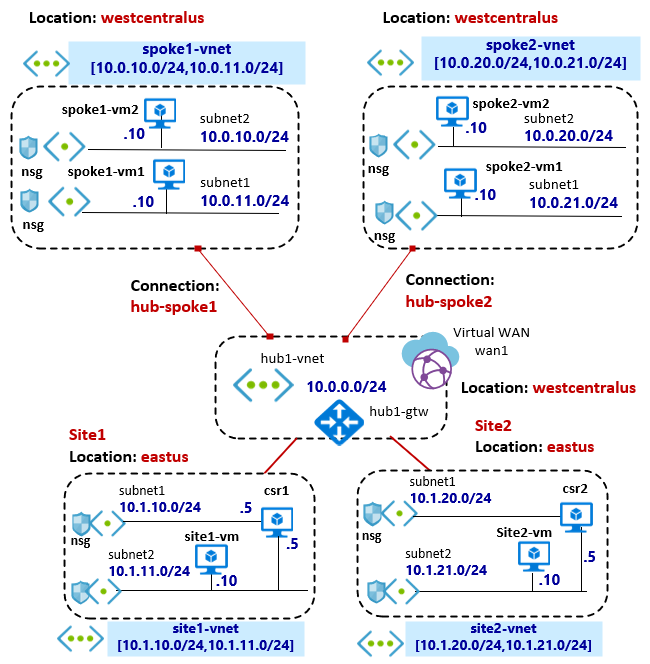 Location: westcentralus
spoke1-vnet
[10.0.10.0/24,10.0.11.0/24]
spoke1-vm2
.10
subnet2
10.0.10.0/24
nsg
spoke1-vm1
.10
subnet1
10.0.11.0/24
nsg
Location: westcentralus
spoke2-vnet
[10.0.20.0/24,10.0.21.0/24]
spoke2-vm2
.10
subnet2
10.0.20.0/24
nsg
spoke2-vm1
.10
subnet1
10.0.21.0/24
nsg
Connection:
hub-spoke1
Connection:
hub-spoke2
Virtual WAN
wan1
hub1-vnet
10.0.0.0/24
hub1-gtw
Location: westcentralus
Site1
Location: eastus
subnet1
10.1.10.0/24
.5
csr1
nsg
.5
subnet2
site1-vm
10.1.11.0/24
.10
site1-vnet
[10.1.10.0/24,10.1.11.0/24]
Site2
Location: eastus
subnet1
10.1.20.0/24
csr2
nsg
.5
subnet2
Site2-vm
10.1.21.0/24
.10
site2-vnet
[10.1.20.0/24,10.1.21.0/24]